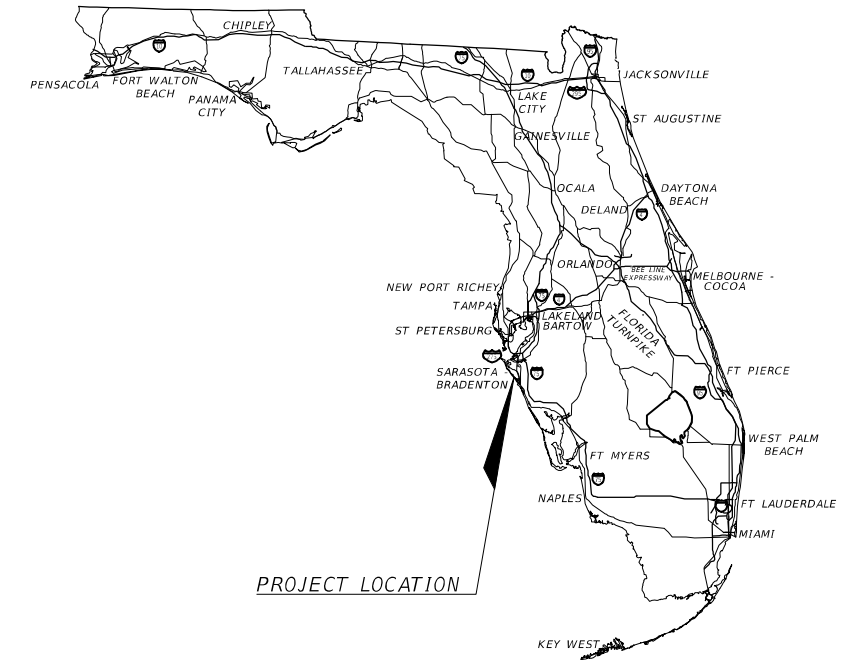 CHIPLEY
TALLAHASSEE
PENSACOLA
FORT WALTON
BEACH
PANAMA
CITY
JACKSONVILLE
LAKE
CITY
ST AUGUSTINE
GAINESVILLE
OCALA
DAYTONA
BEACH
DELAND
ORLANDO
BEE LINE
EXPRESSWAY
MELBOURNE -
COCOA
NEW PORT RICHEY
TAMPA
LAKELAND
BARTOW
ST PETERSBURG
FLORIDA
TURNPIKE
SARASOTA -
BRADENTON
FT PIERCE
WEST PALM
BEACH
FT MYERS
NAPLES
FT LAUDERDALE
MIAMI
PROJECT LOCATION
KEY WEST